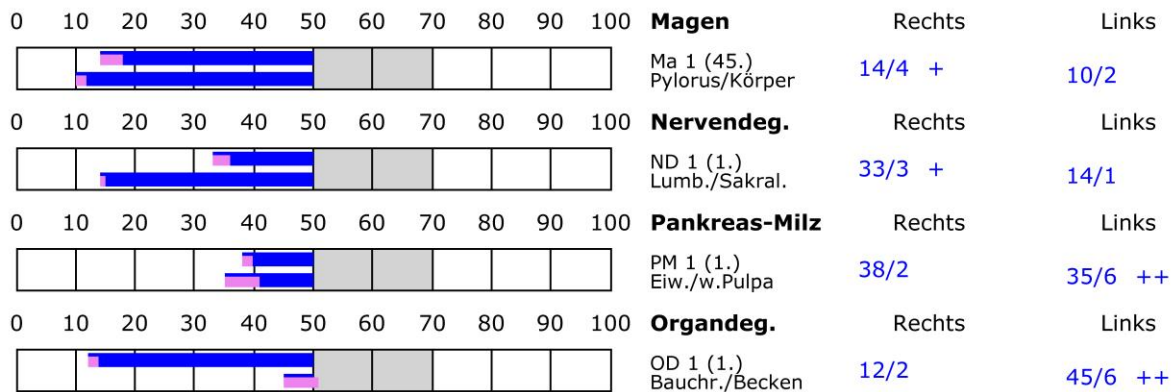 0 10 20 30 40 50 60 70 80 90 100 Magen Rechts Links
Ma 1 (45.) 14/4 + 10/2
Pylorus/Körper
0 10 20 30 40 50 60 70 80 90 100 Nervendeg. Rechts Links
ND 1 (1.) 33/3 + 14/1
Lumb./Sakral.
0 10 20 30 40 50 60 70 80 90 100 Pankreas-Milz Rechts Links
PM 1 (1.) 38/2 35/6 ++
Eiw./w.Pulpa
0 10 20 30 40 50 60 70 80 90 100 Organdeg. Rechts Links
OD 1 (1.) 12/2 45/6 ++
Bauchr./Becken